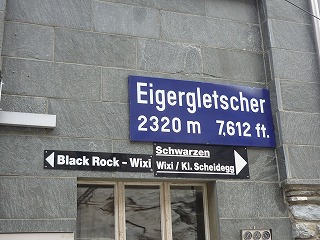 Eigergletscher
2320 m 7,612 ft.
Black Rock - Wixi
Schwarzen
Wixi / Kl. Scheidegg